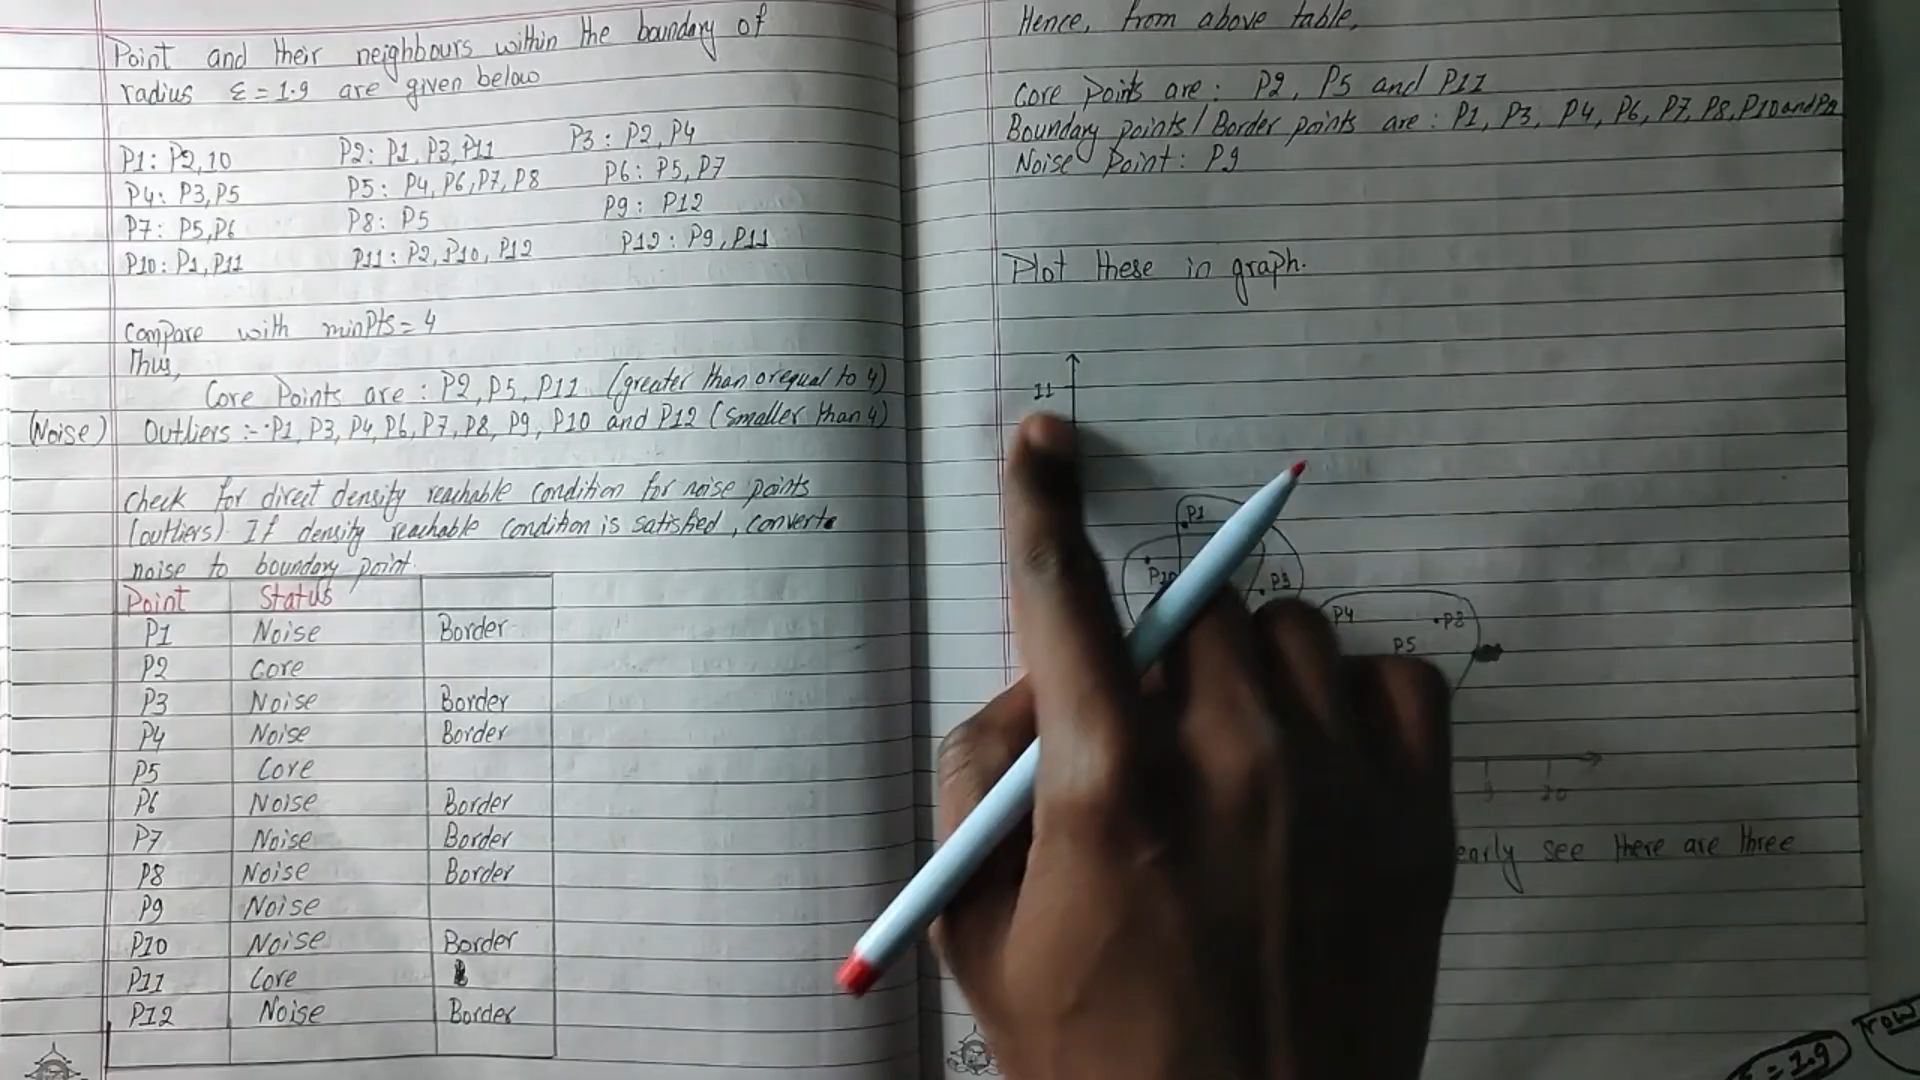 Point and their neighbours within the boundary of
radius ε = 1.9 are given below
P1: P2, 10 P2: P1, P3, P11 P3: P2, P4
P4: P3, P5 P5: P4, P6, P7, P8 P6: P5, P7
P7: P5, P6 P8: P5 P9: P12
P10: P1, P11 P11: P2, P10, P12 P12: P9, P11
Compare with minPts = 4
Thus,
Core Points are: P2, P5, P11 (greater than or equal to 4)
(Noise) Outliers :- P1, P3, P4, P6, P7, P8, P9, P10 and P12 (smaller than 4)
Check for direct density reachable condition for noise points
(outliers). If density reachable condition is satisfied, convert
noise to boundary point.
Point Status
P1 Noise Border
P2 Core
P3 Noise Border
P4 Noise Border
P5 Core
P6 Noise Border
P7 Noise Border
P8 Noise Border
P9 Noise
P10 Noise Border
P11 Core
P12 Noise Border
Hence, from above table,
Core Points are: P2, P5 and P11
Boundary points / Border points are: P1, P3, P4, P6, P7, P8, P10 and
Noise Point: P9
Plot these in graph.
11
P1
P10
P3
P4
P8
P5
9 10
see there are three
= 1.9
row